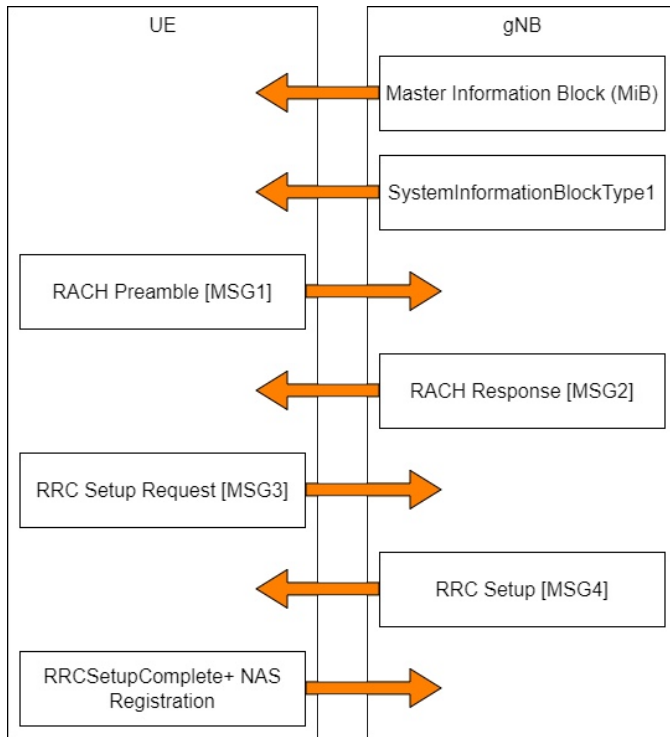 UE
gNB
Master Information Block (MiB)
SystemInformationBlockType1
RACH Preamble [MSG1]
RACH Response [MSG2]
RRC Setup Request [MSG3]
RRC Setup [MSG4]
RRCSetupComplete+ NAS
Registration